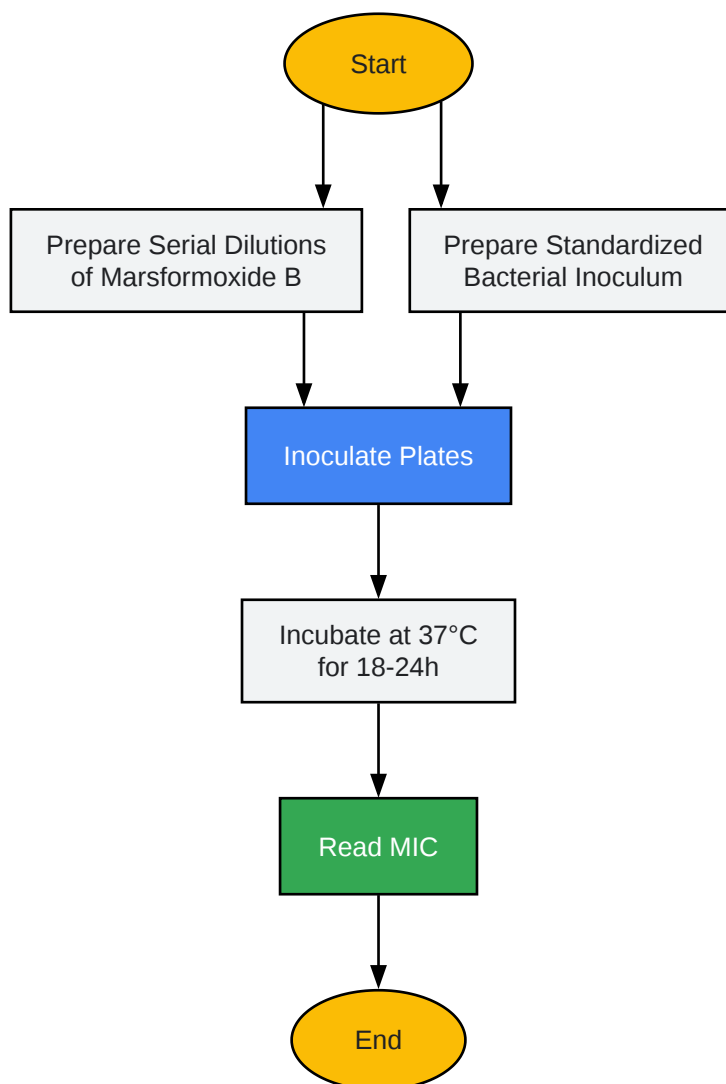 Start
Prepare Serial Dilutions
of Marsformoxide B
Prepare Standardized
Bacterial Inoculum
Inoculate Plates
Incubate at 37°C
for 18-24h
Read MIC
End